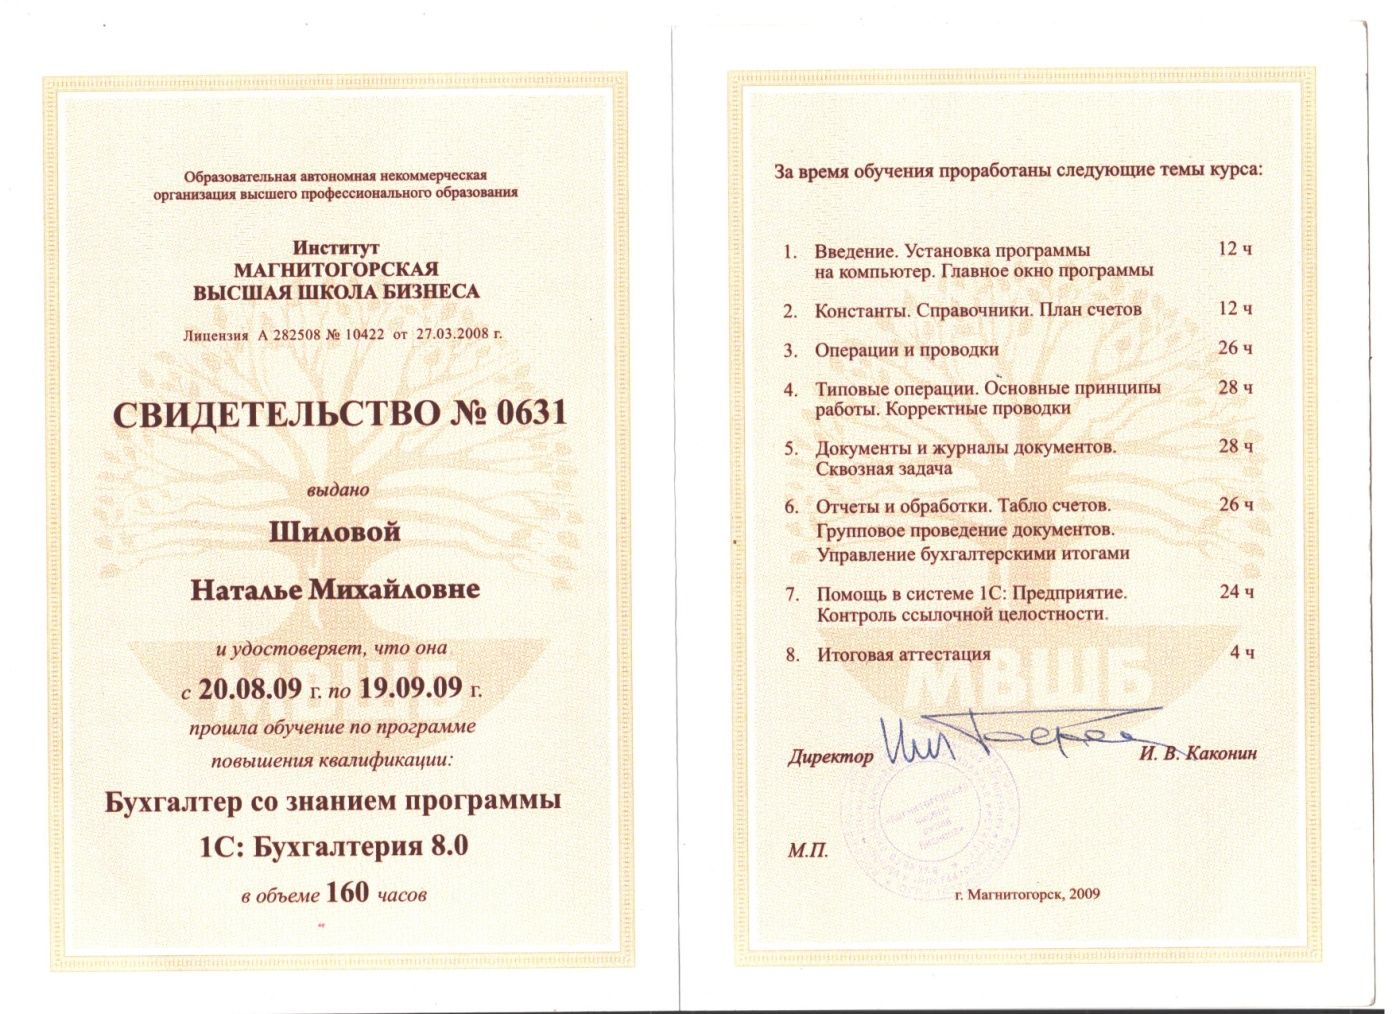 Образовательная автономная некоммерческая
организация высшего профессионального образования
Институт
МАГНИТОГОРСКАЯ
ВЫСШАЯ ШКОЛА БИЗНЕСА
Лицензия А 282508 № 10422 от 27.03.2008 г.
СВИДЕТЕЛЬСТВО № 0631
выдано
Шиловой
Наталье Михайловне
и удостоверяет, что она
МВШБ
с 20.08.09 г. по 19.09.09 г.
прошла обучение по программе
повышения квалификации:
Бухгалтер со знанием программы
1С: Бухгалтерия 8.0
в объеме 160 часов
За время обучения проработаны следующие темы курса:
1. Введение. Установка программы 12 ч
на компьютер. Главное окно программы
2. Константы. Справочники. План счетов 12 ч
3. Операции и проводки 26 ч
4. Типовые операции. Основные принципы 28 ч
работы. Корректные проводки
5. Документы и журналы документов. 28 ч
Сквозная задача
6. Отчеты и обработки. Табло счетов. 26 ч
Групповое проведение документов.
Управление бухгалтерскими итогами
7. Помощь в системе 1С: Предприятие. 24 ч
Контроль ссылочной целостности.
8. Итоговая аттестация 4 ч
МВШБ
Директор И. В. Каконин
М.П.
г. Магнитогорск, 2009